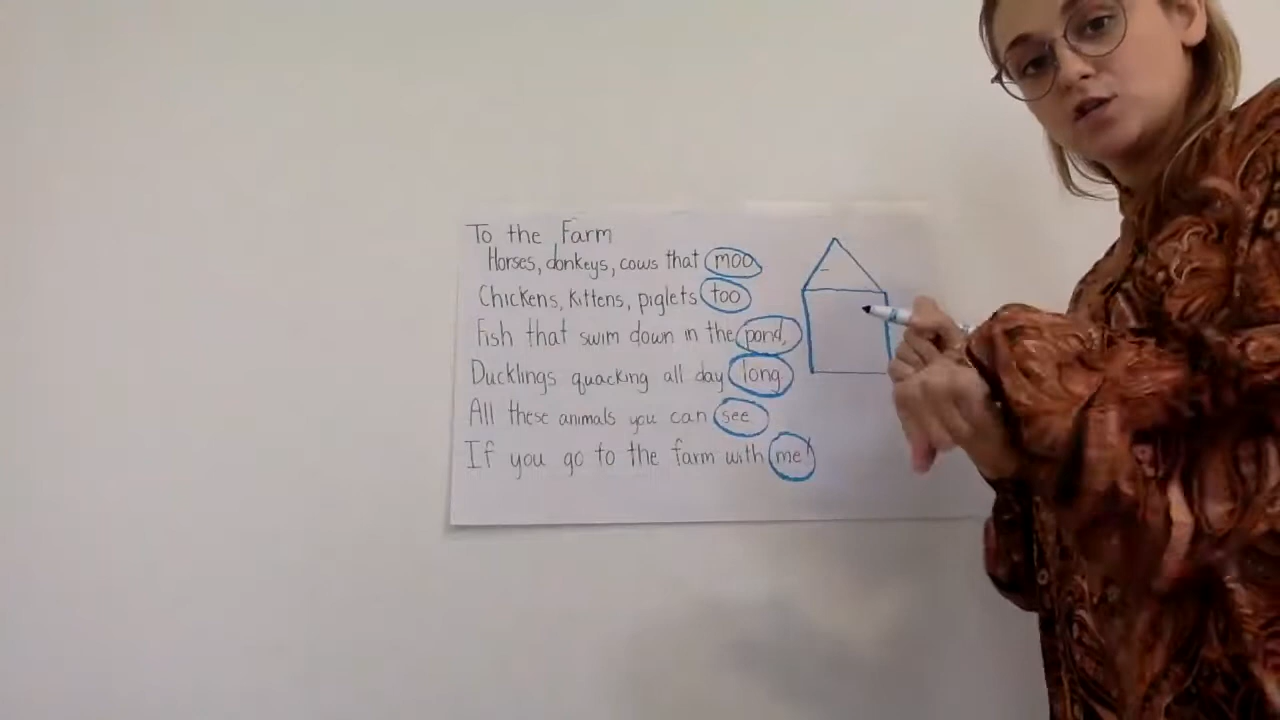 To the Farm
Horses, donkeys, cows that moo
Chickens, kittens, piglets too
Fish that swim down in the pond,
Ducklings quacking all day long
All these animals you can see
If you go to the farm with me!